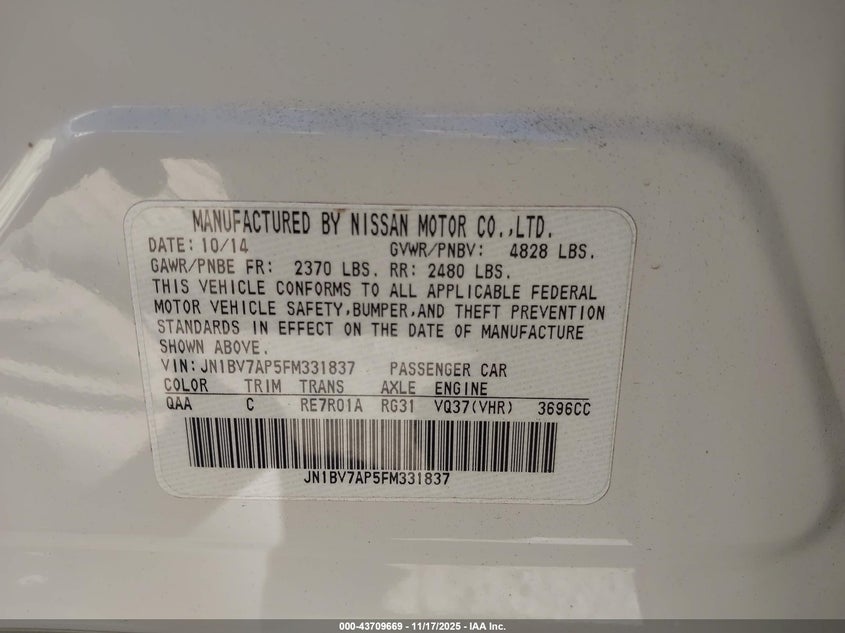 MANUFACTURED BY NISSAN MOTOR CO.,LTD.
DATE: 10/14 GVWR/PNBV: 4828 LBS.
GAWR/PNBE FR: 2370 LBS. RR: 2480 LBS.
THIS VEHICLE CONFORMS TO ALL APPLICABLE FEDERAL
MOTOR VEHICLE SAFETY,BUMPER,AND THEFT PREVENTION
STANDARDS IN EFFECT ON THE DATE OF MANUFACTURE
SHOWN ABOVE.
VIN: JN1BV7AP5FM331837 PASSENGER CAR
COLOR TRIM TRANS AXLE ENGINE
QAA C RE7R01A RG31 VQ37(VHR) 3696CC
JN1BV7AP5FM331837
000-43709669 - 11/17/2025 - IAA Inc.